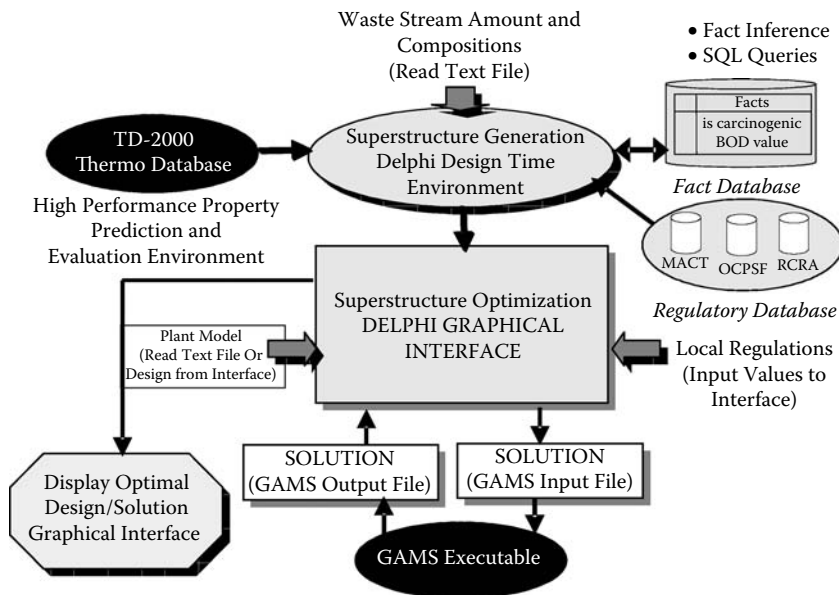 Waste Stream Amount and
Compositions
(Read Text File)
• Fact Inference
• SQL Queries
Facts
is carcinogenic
BOD value
Fact Database
TD-2000
Thermo Database
Superstructure Generation
Delphi Design Time
Environment
High Performance Property
Prediction and
Evaluation Environment
MACT
OCPSF
RCRA
Regulatory Database
Superstructure Optimization
DELPHI GRAPHICAL
INTERFACE
Plant Model
(Read Text File Or
Design from Interface)
Local Regulations
(Input Values to
Interface)
SOLUTION
(GAMS Output File)
SOLUTION
(GAMS Input File)
Display Optimal
Design/Solution
Graphical Interface
GAMS Executable